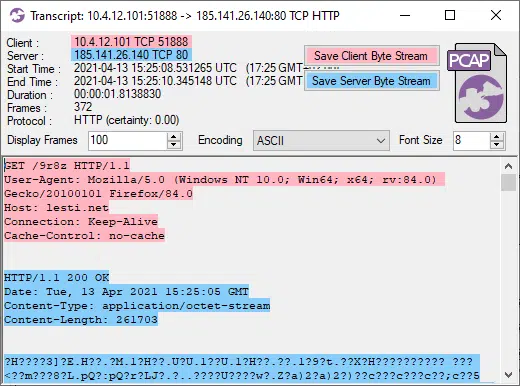 Transcript: 10.4.12.101:51888 -> 185.141.26.140:80 TCP HTTP
Client : 10.4.12.101 TCP 51888
Server : 185.141.26.140 TCP 80
Start Time : 2021-04-13 15:25:08.531265 UTC (17:25 GMT
End Time : 2021-04-13 15:25:10.345148 UTC (17:25 GMT
Duration : 00:00:01.8138830
Frames : 372
Protocol : HTTP (certainty: 0.00)
Save Client Byte Stream
Save Server Byte Stream
PCAP
Display Frames 100 Encoding ASCII Font Size 8
GET /9r8z HTTP/1.1
User-Agent: Mozilla/5.0 (Windows NT 10.0; Win64; x64; rv:84.0)
Gecko/20100101 Firefox/84.0
Host: lesti.net
Connection: Keep-Alive
Cache-Control: no-cache
HTTP/1.1 200 OK
Date: Tue, 13 Apr 2021 15:25:05 GMT
Content-Type: application/octet-stream
Content-Length: 261703
?H????3]?E.H??.?M.1?H??.U?U.1??U.1?H??.??.1?9?t.??X?H?????????? ???
<??m???8?L.pQ?:pQ?r?LJ?.?..????U????w?.Z?a)2?a)2?)??c???c???c??;c??5